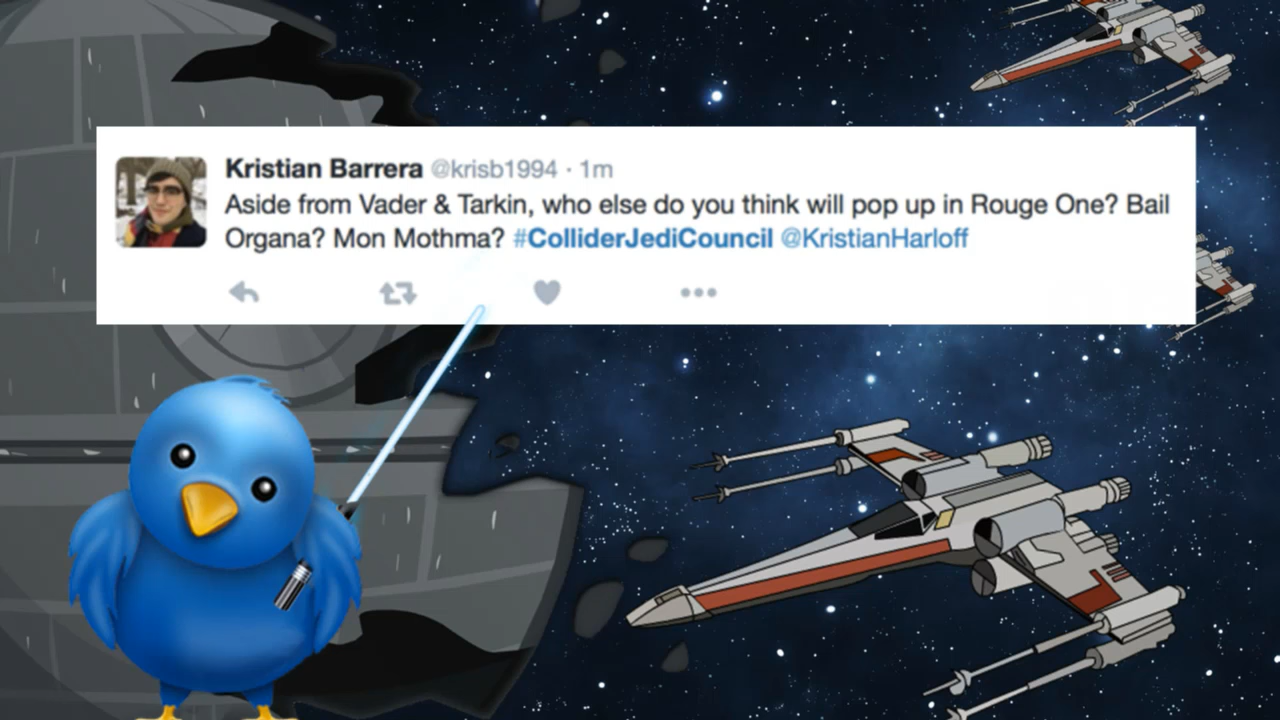 Kristian Barrera @krisb1994 · 1m
Aside from Vader & Tarkin, who else do you think will pop up in Rouge One? Bail
Organa? Mon Mothma? #ColliderJediCouncil @KristianHarloff